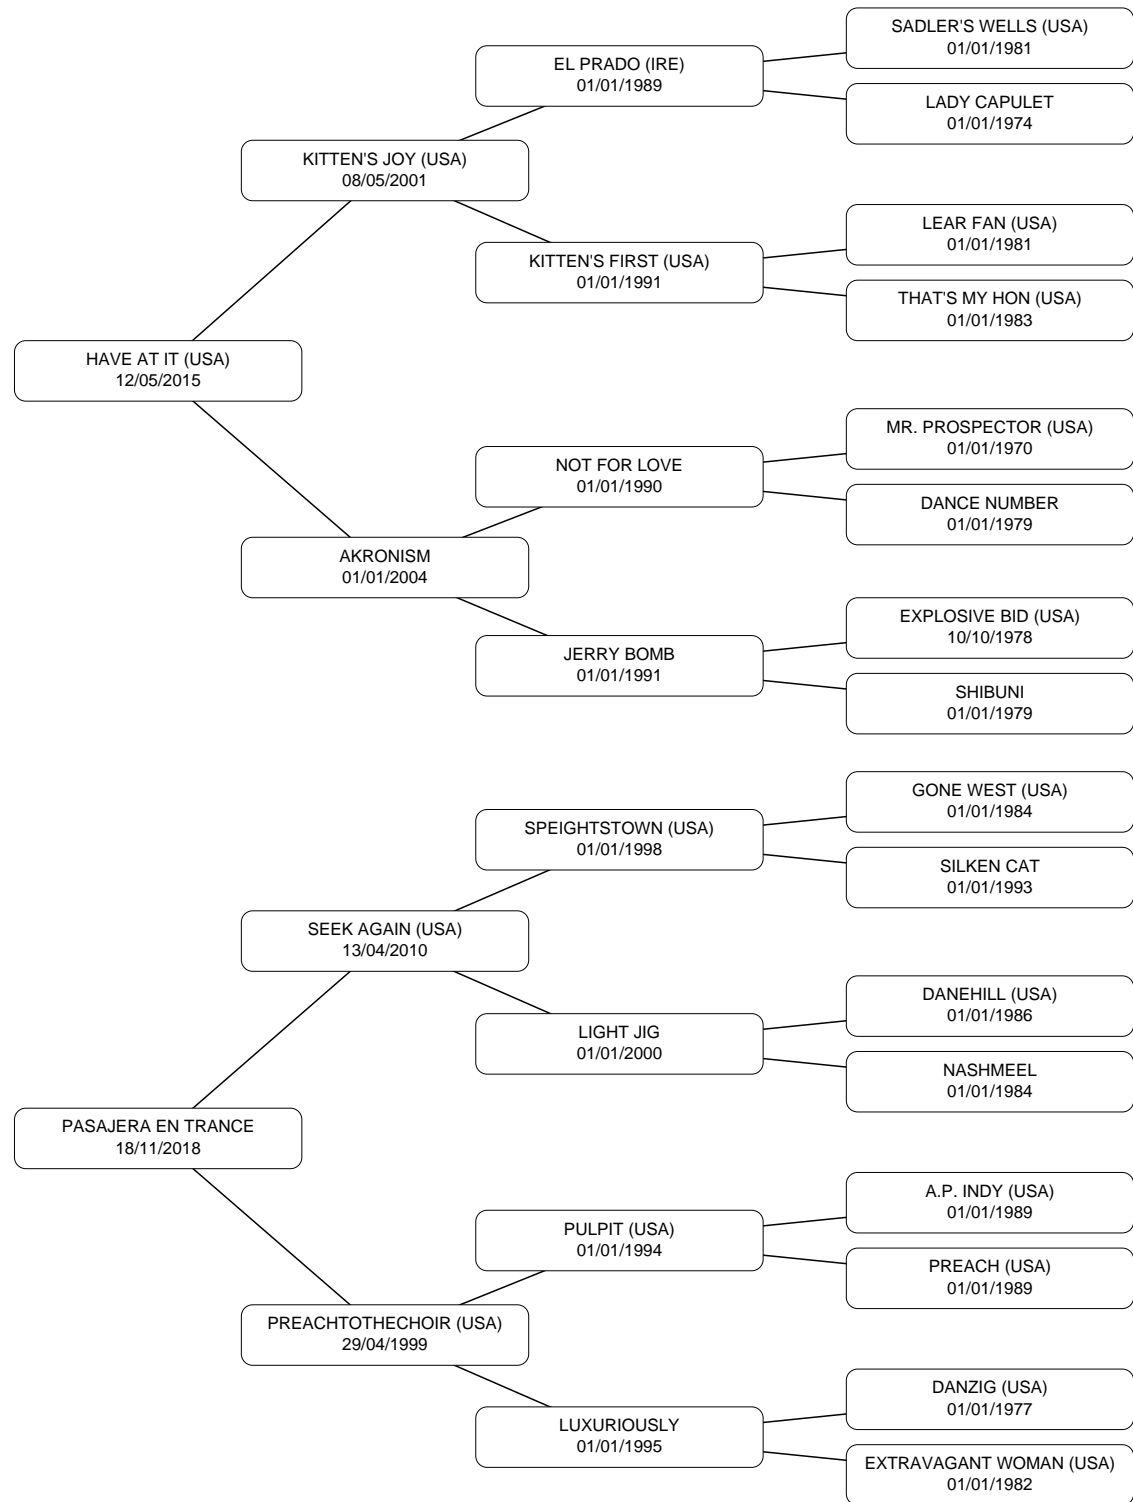 SADLER'S WELLS (USA)
01/01/1981
EL PRADO (IRE)
01/01/1989
LADY CAPULET
01/01/1974
KITTEN'S JOY (USA)
08/05/2001
LEAR FAN (USA)
01/01/1981
KITTEN'S FIRST (USA)
01/01/1991
THAT'S MY HON (USA)
01/01/1983
HAVE AT IT (USA)
12/05/2015
MR. PROSPECTOR (USA)
01/01/1970
NOT FOR LOVE
01/01/1990
DANCE NUMBER
01/01/1979
AKRONISM
01/01/2004
EXPLOSIVE BID (USA)
10/10/1978
JERRY BOMB
01/01/1991
SHIBUNI
01/01/1979
GONE WEST (USA)
01/01/1984
SPEIGHTSTOWN (USA)
01/01/1998
SILKEN CAT
01/01/1993
SEEK AGAIN (USA)
13/04/2010
DANEHILL (USA)
01/01/1986
LIGHT JIG
01/01/2000
NASHMEEL
01/01/1984
PASAJERA EN TRANCE
18/11/2018
A.P. INDY (USA)
01/01/1989
PULPIT (USA)
01/01/1994
PREACH (USA)
01/01/1989
PREACHTOTHECHOIR (USA)
29/04/1999
DANZIG (USA)
01/01/1977
LUXURIOUSLY
01/01/1995
EXTRAVAGANT WOMAN (USA)
01/01/1982